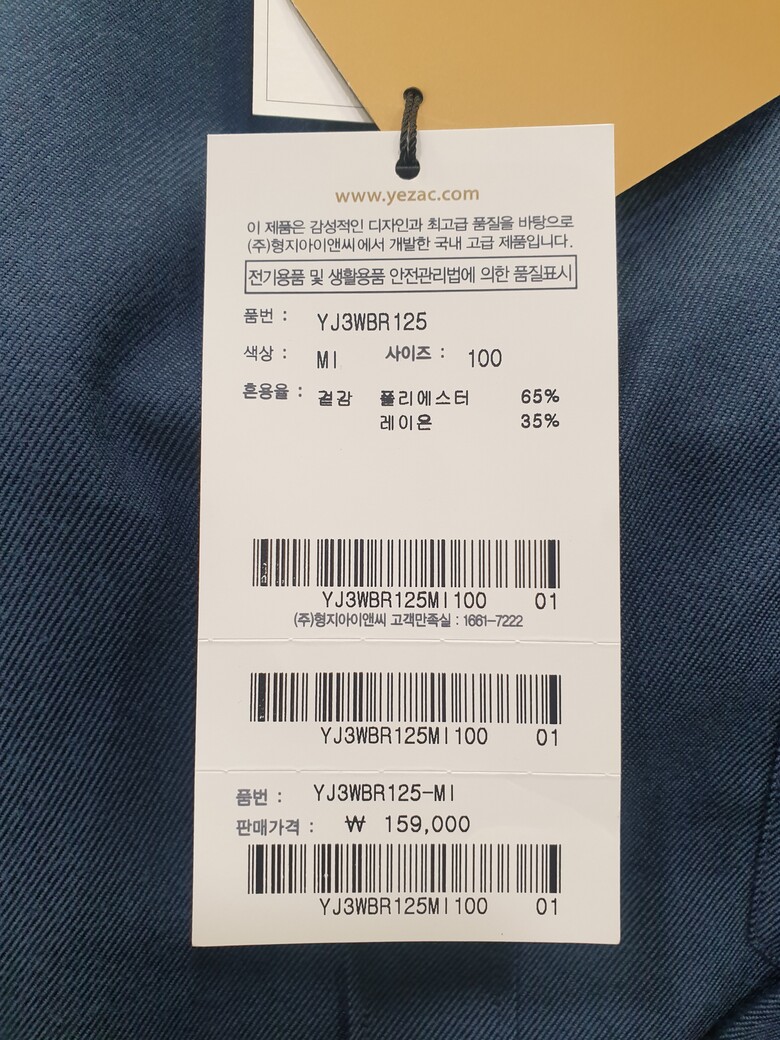 www.yezac.com
이 제품은 감성적인 디자인과 최고급 품질을 바탕으로
(주)형지아이앤씨에서 개발한 국내 고급 제품입니다.
전기용품 및 생활용품 안전관리법에 의한 품질표시
품번 : YJ3WBR125
색상 : MI 사이즈 : 100
혼용율 : 겉감 폴리에스터 65%
레이온 35%
YJ3WBR125MI100 01
(주)형지아이앤씨 고객만족실 : 1661-7222
YJ3WBR125MI100 01
품번 : YJ3WBR125-MI
판매가격 : ₩ 159,000
YJ3WBR125MI100 01